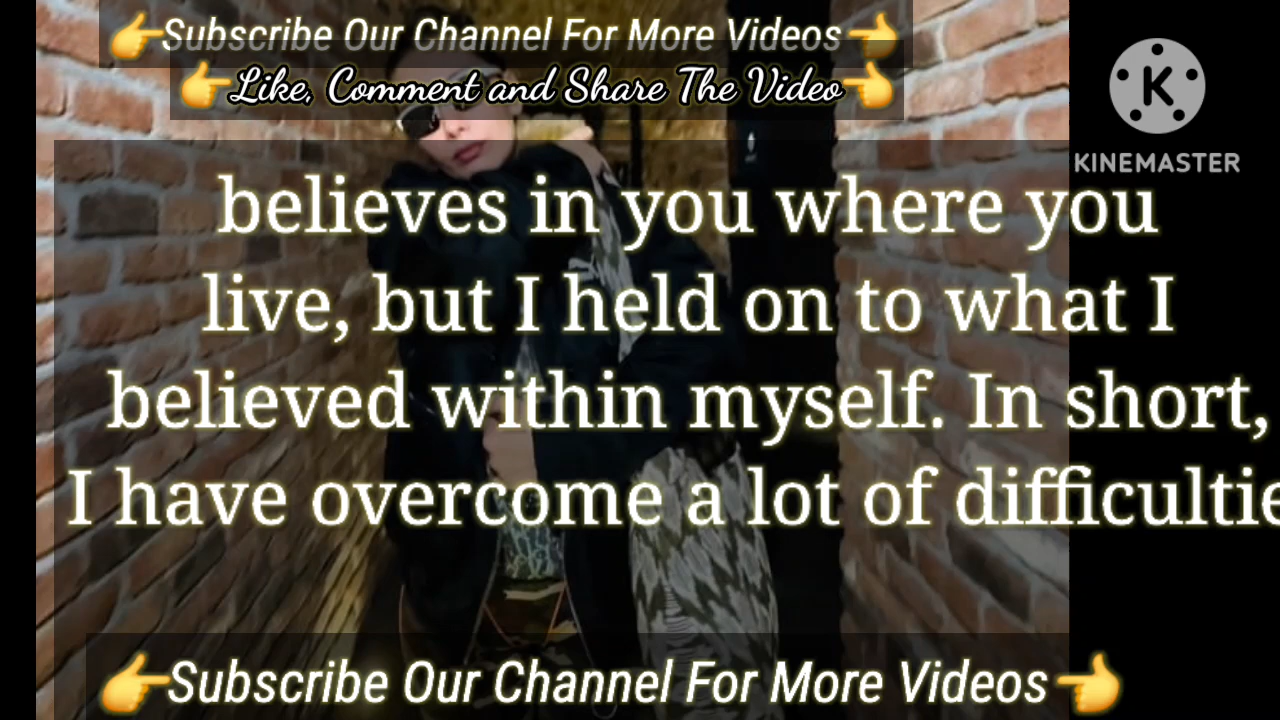 👉Subscribe Our Channel For More Videos👈
👉Like, Comment and Share The Video👈
KINEMASTER
believes in you where you
live, but I held on to what I
believed within myself. In short,
I have overcome a lot of difficultie
👉Subscribe Our Channel For More Videos👈